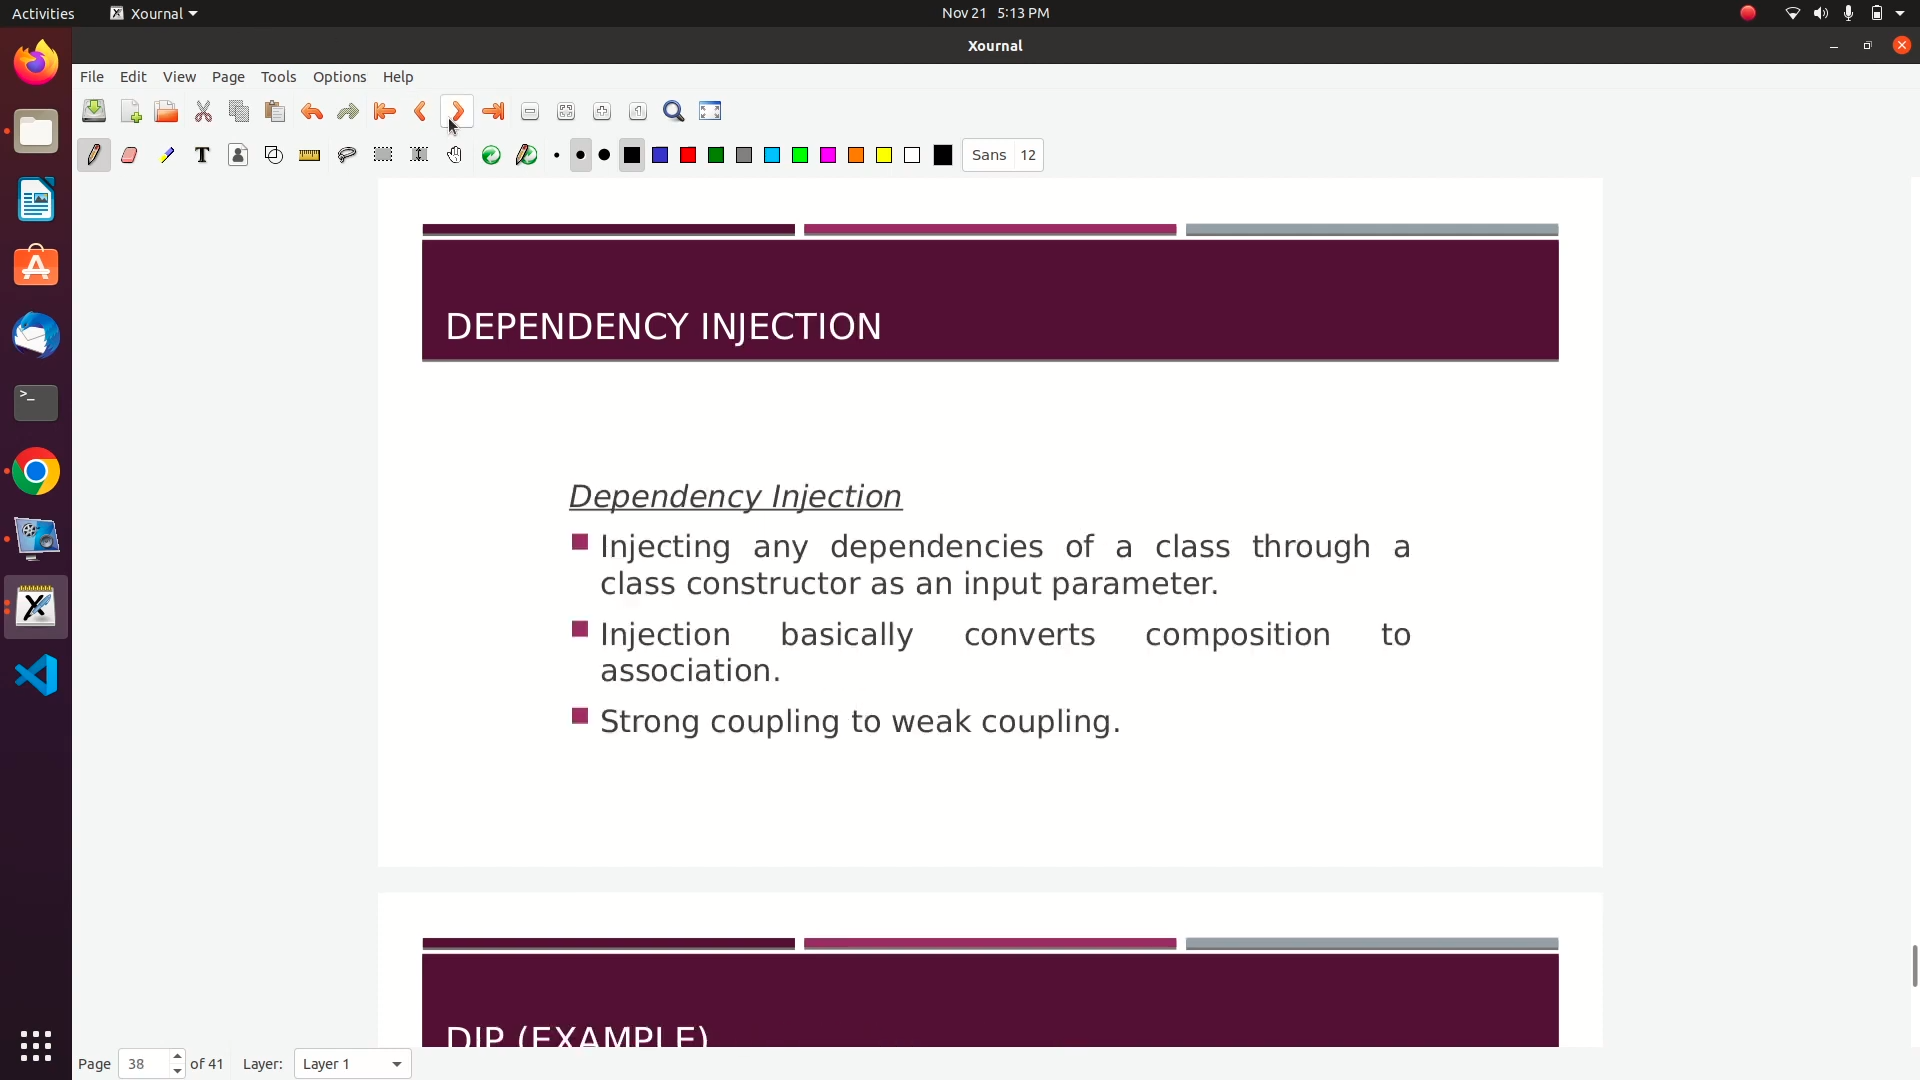 Activities Xournal Nov 21 5:13 PM
Xournal
File Edit View Page Tools Options Help
Sans 12
DEPENDENCY INJECTION
Dependency Injection
Injecting any dependencies of a class through a
class constructor as an input parameter.
Injection basically converts composition to
association.
Strong coupling to weak coupling.
DIP (EXAMPLE)
Page 38 of 41 Layer: Layer 1